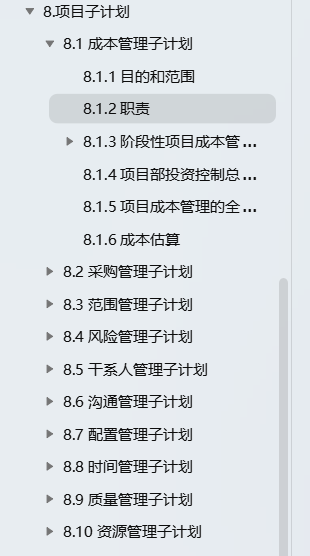 8.项目子计划
8.1 成本管理子计划
8.1.1 目的和范围
8.1.2 职责
8.1.3 阶段性项目成本管...
8.1.4 项目部投资控制总...
8.1.5 项目成本管理的全...
8.1.6 成本估算
8.2 采购管理子计划
8.3 范围管理子计划
8.4 风险管理子计划
8.5 干系人管理子计划
8.6 沟通管理子计划
8.7 配置管理子计划
8.8 时间管理子计划
8.9 质量管理子计划
8.10 资源管理子计划